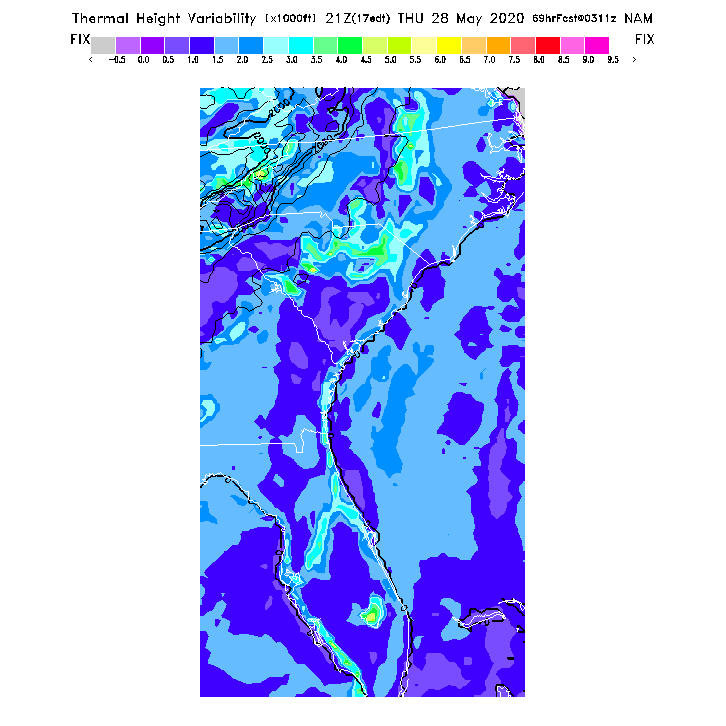 Thermal Height Variability [x1000ft] 21Z(17edt) THU 28 May 2020 69hrFcst@0311z NAM
FIX FIX
< -0.5 0.0 0.5 1.0 1.5 2.0 2.5 3.0 3.5 4.0 4.5 5.0 5.5 6.0 6.5 7.0 7.5 8.0 8.5 9.0 9.5 >
2000
2000
2000